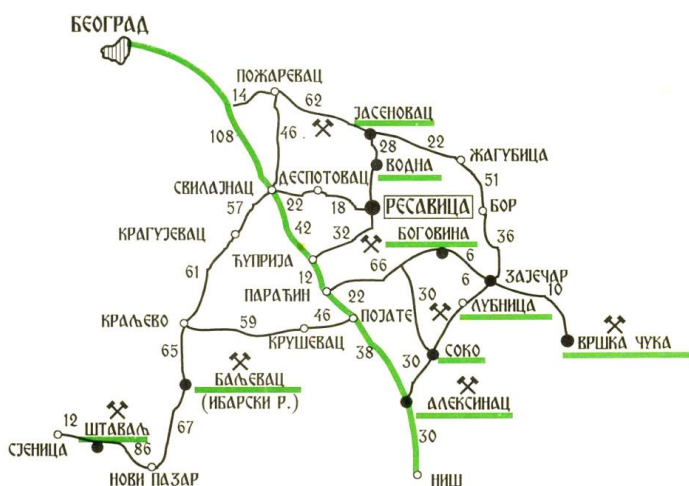 БЕОГРАД
ПОЖАРЕВАЦ
14
62
ЈАСЕНОВАЦ
46
108
28
22
ЖАГУБИЦА
ВОДНА
ДЕСПОТОВАЦ
СВИЛАЈНАЦ
51
22
18
РЕСАВИЦА
БОР
57
КРАГУЈЕВАЦ
42
32
БОГОВИНА
36
ЋУПРИЈА
66
6
ЗАЈЕЧАР
61
12
6
10
ПАРАЋИН
22
30
ЛУБНИЦА
46
ПОЈАТЕ
КРАЉЕВО
59
КРУШЕВАЦ
38
ВРШКА ЧУКА
65
30
СОКО
БАЉЕВАЦ
(ИБАРСКИ Р.)
АЛЕКСИНАЦ
12
ШТАВАЉ
67
30
СЈЕНИЦА
86
НОВИ ПАЗАР
НИШ